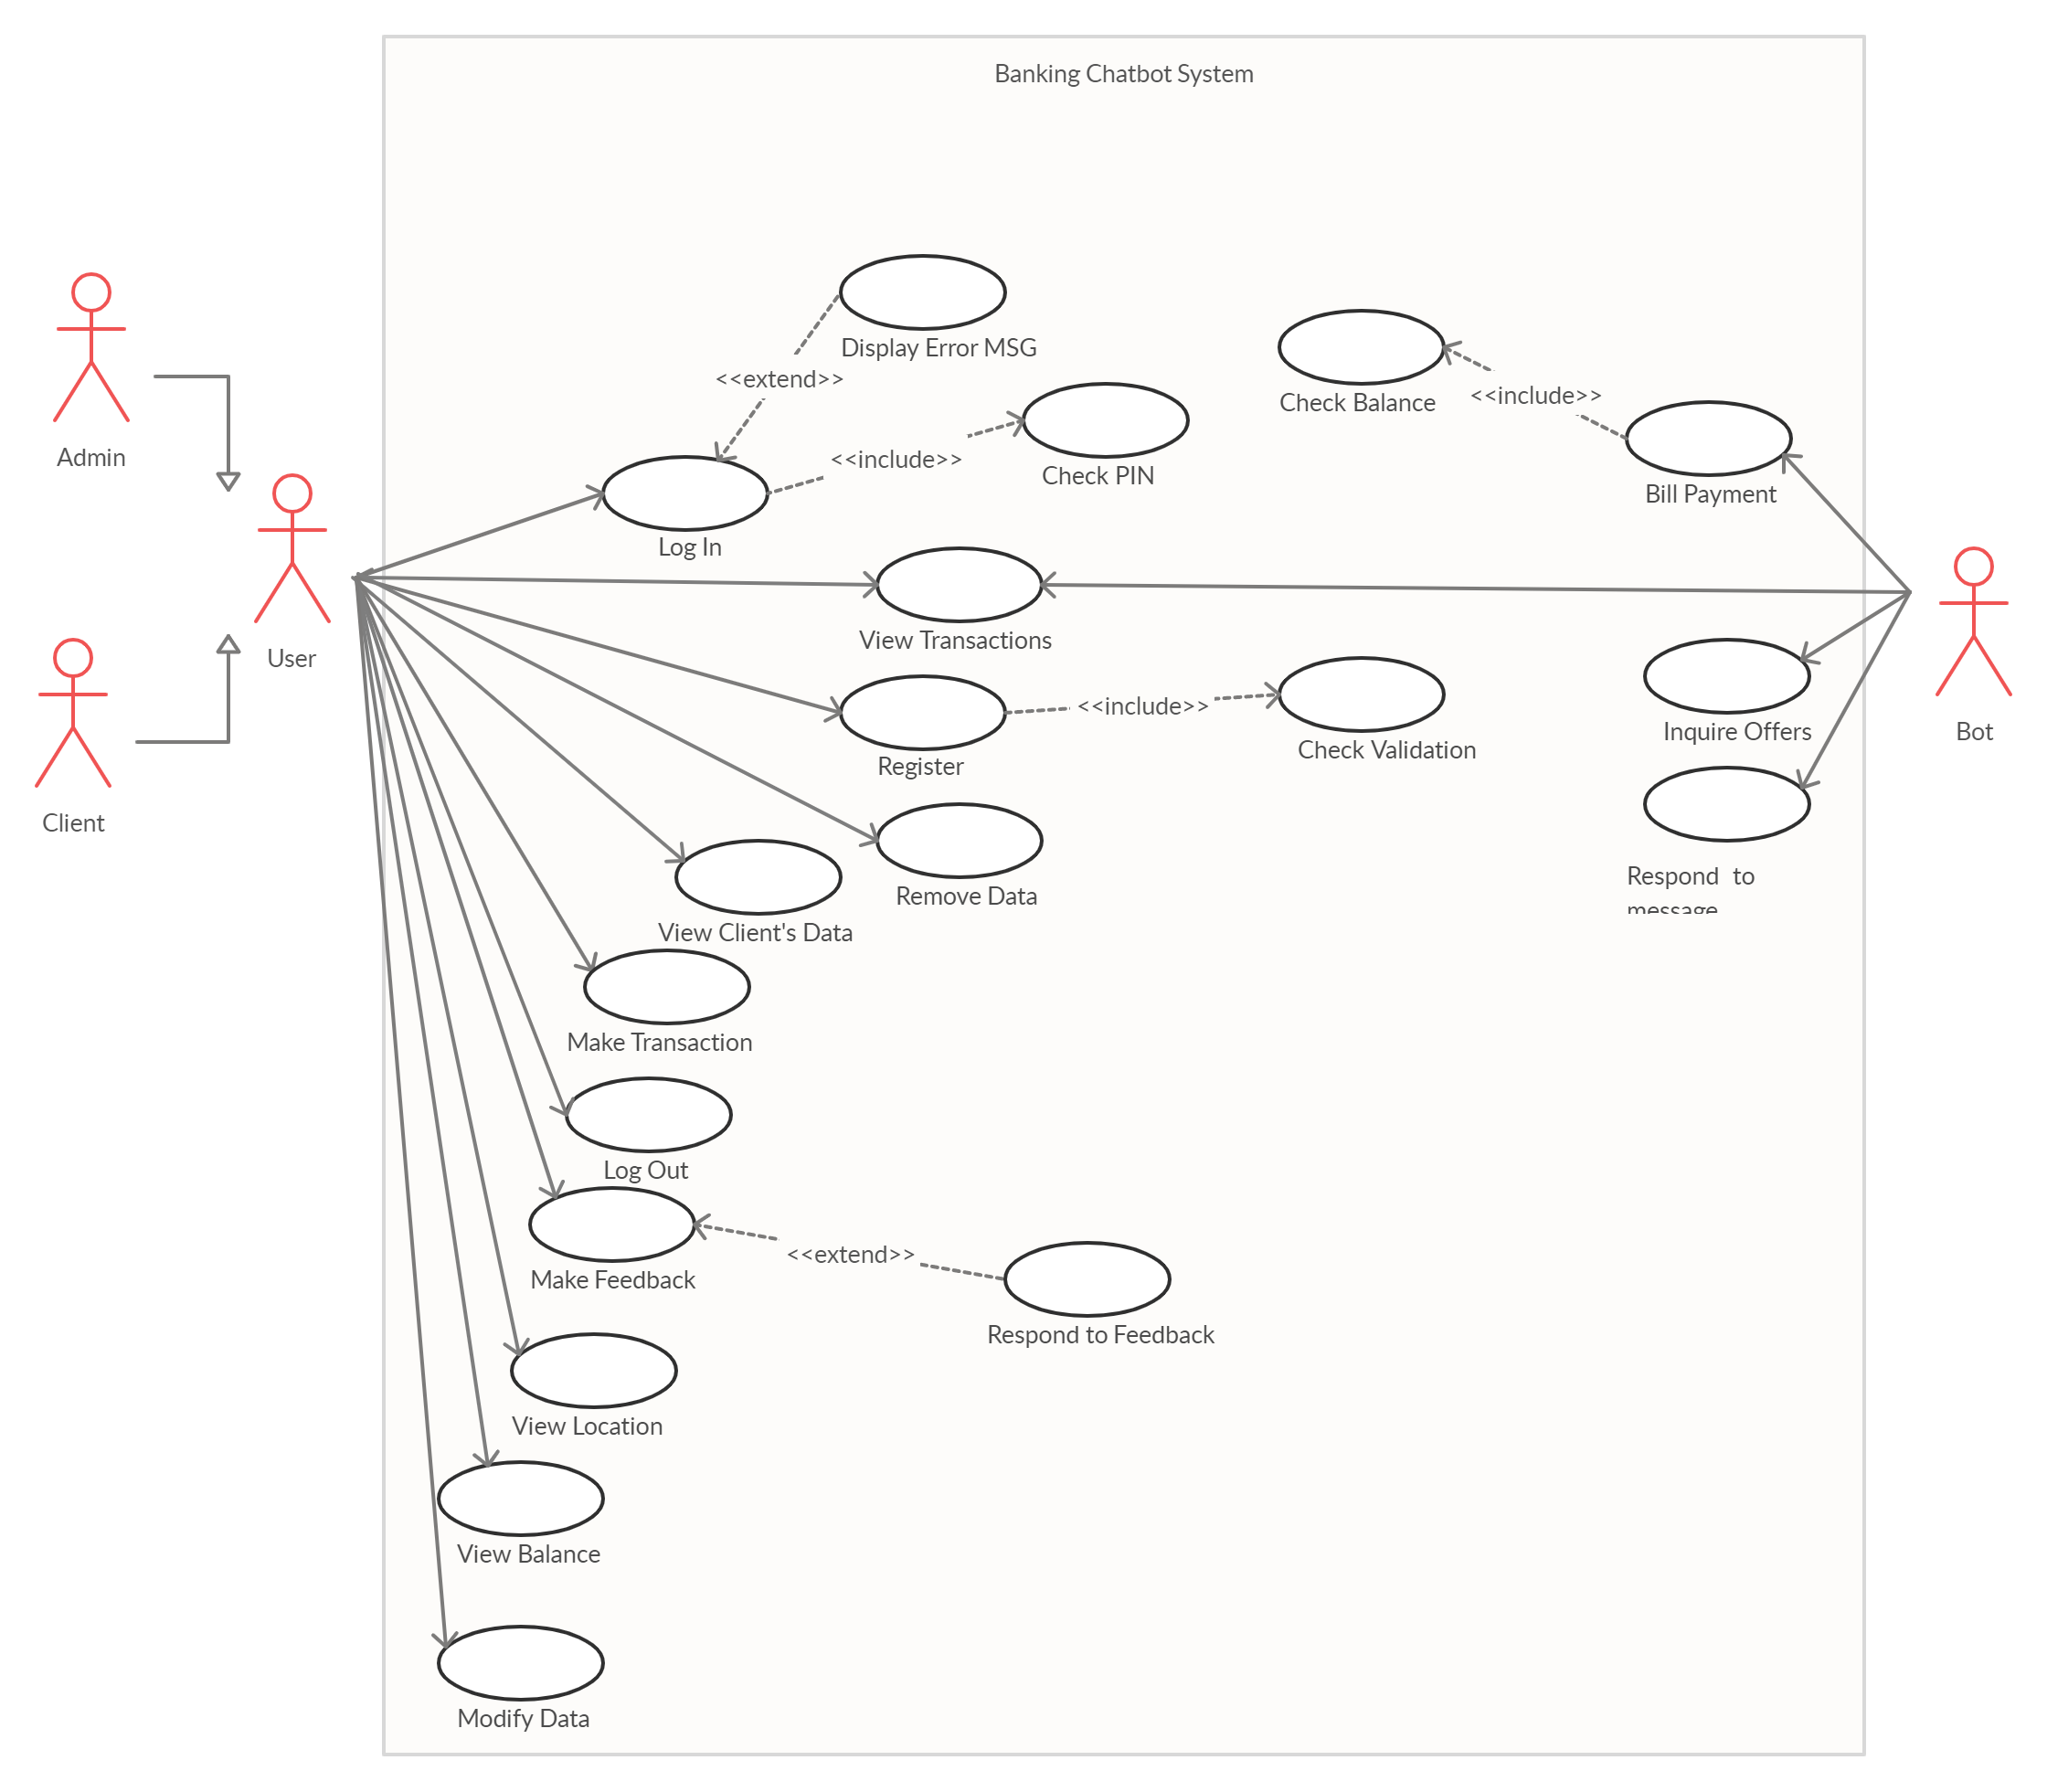 Banking Chatbot System
Display Error MSG
<<extend>>
Check Balance
<<include>>
Admin
<<include>>
Check PIN
Bill Payment
Log In
View Transactions
User
<<include>>
Inquire Offers
Bot
Check Validation
Register
Client
Respond to
message
Remove Data
View Client's Data
Make Transaction
Log Out
<<extend>>
Make Feedback
Respond to Feedback
View Location
View Balance
Modify Data